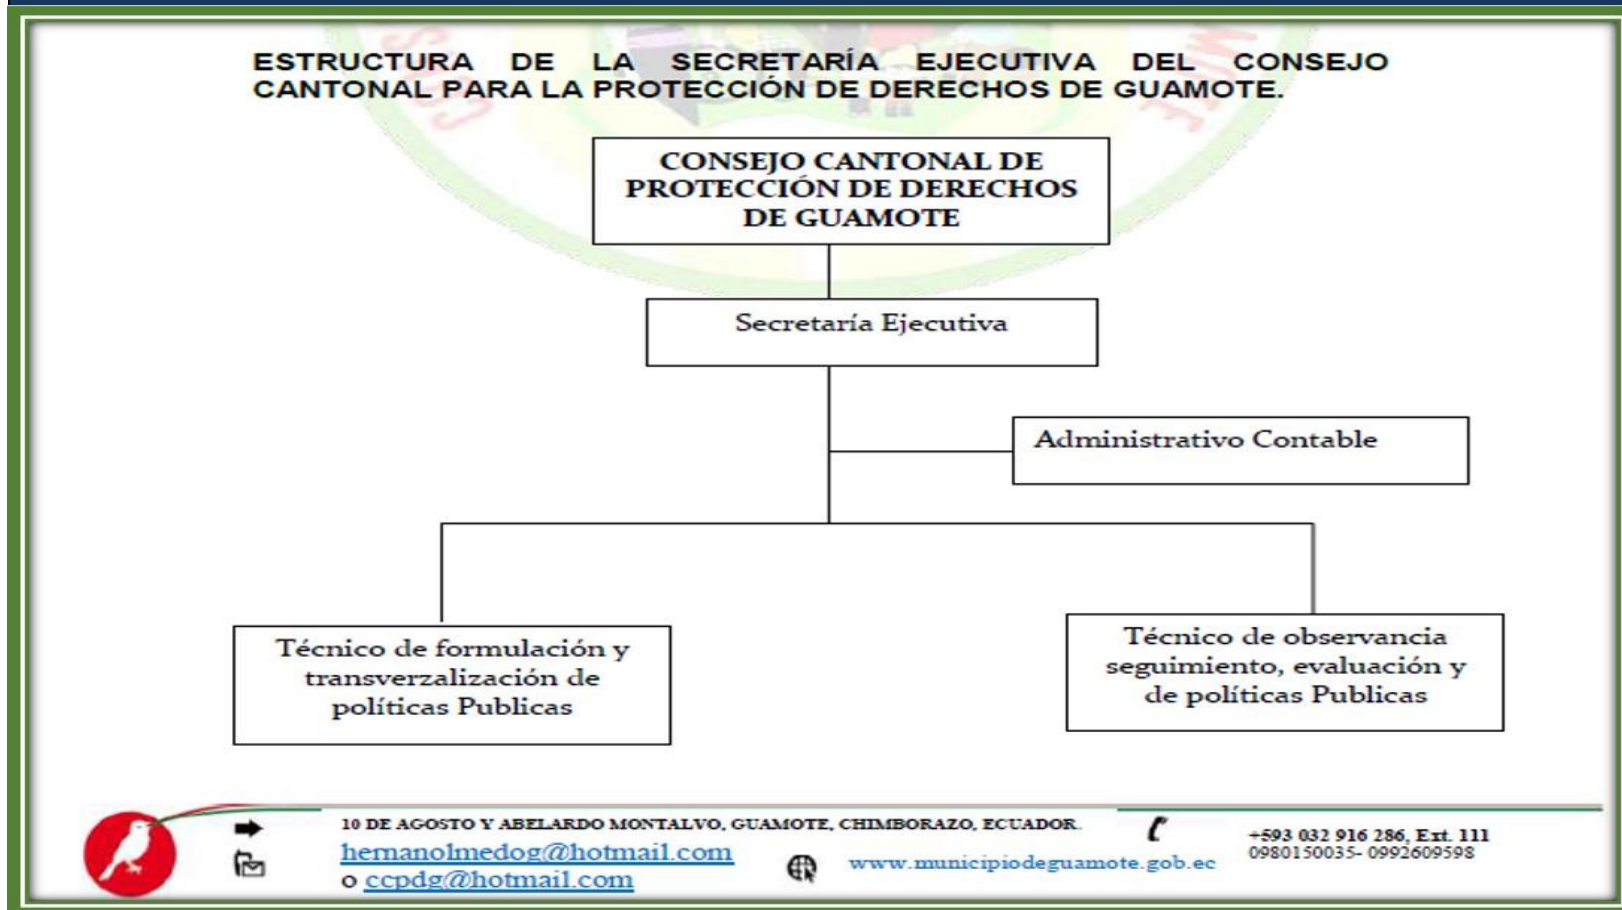 ESTRUCTURA DE LA SECRETARÍA EJECUTIVA DEL CONSEJO
CANTONAL PARA LA PROTECCIÓN DE DERECHOS DE GUAMOTE.
CONSEJO CANTONAL DE
PROTECCIÓN DE DERECHOS
DE GUAMOTE
Secretaría Ejecutiva
Administrativo Contable
Técnico de formulación y
transverzalización de
políticas Publicas
Técnico de observancia
seguimiento, evaluación y
de políticas Publicas
10 DE AGOSTO Y ABELARDO MONTALVO, GUAMOTE, CHIMBORAZO, ECUADOR.
hernanolmedog@hotmail.com
o ccpdg@hotmail.com
www.municipiodeguamote.gob.ec
+593 032 916 286, Ext. 111
0980150035- 0992609598